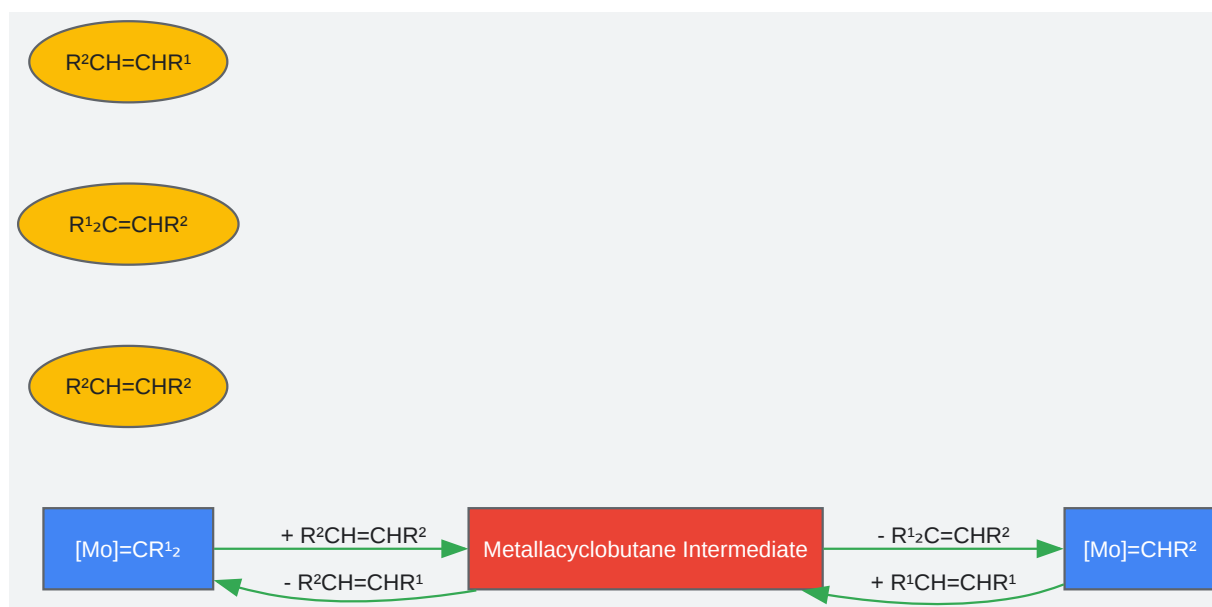 R²CH=CHR¹
R¹₂C=CHR²
R²CH=CHR²
[Mo]=CR¹₂
+ R²CH=CHR²
- R²CH=CHR¹
Metallacyclobutane Intermediate
- R¹₂C=CHR²
+ R¹CH=CHR¹
[Mo]=CHR²